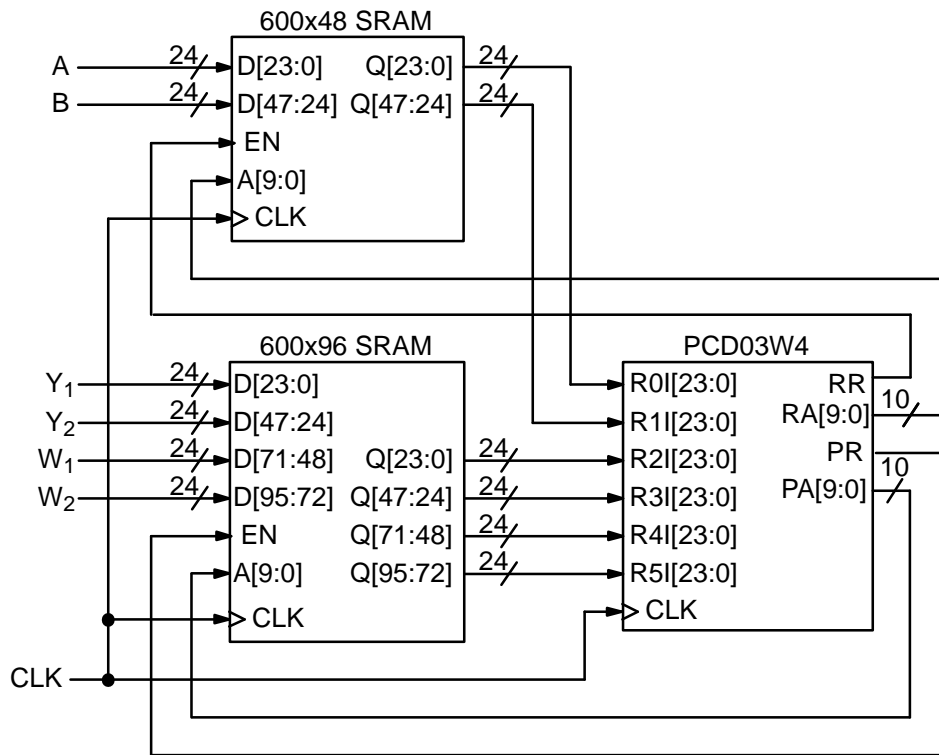 600x48 SRAM
A 24 D[23:0] Q[23:0] 24
B 24 D[47:24] Q[47:24] 24
EN
A[9:0]
CLK
600x96 SRAM
Y1 24 D[23:0]
Y2 24 D[47:24]
W1 24 D[71:48] Q[23:0] 24
W2 24 D[95:72] Q[47:24] 24
EN Q[71:48] 24
A[9:0] Q[95:72] 24
CLK
PCD03W4
R0I[23:0] RR
R1I[23:0] RA[9:0] 10
R2I[23:0] PR
R3I[23:0] PA[9:0] 10
R4I[23:0]
R5I[23:0]
CLK
CLK